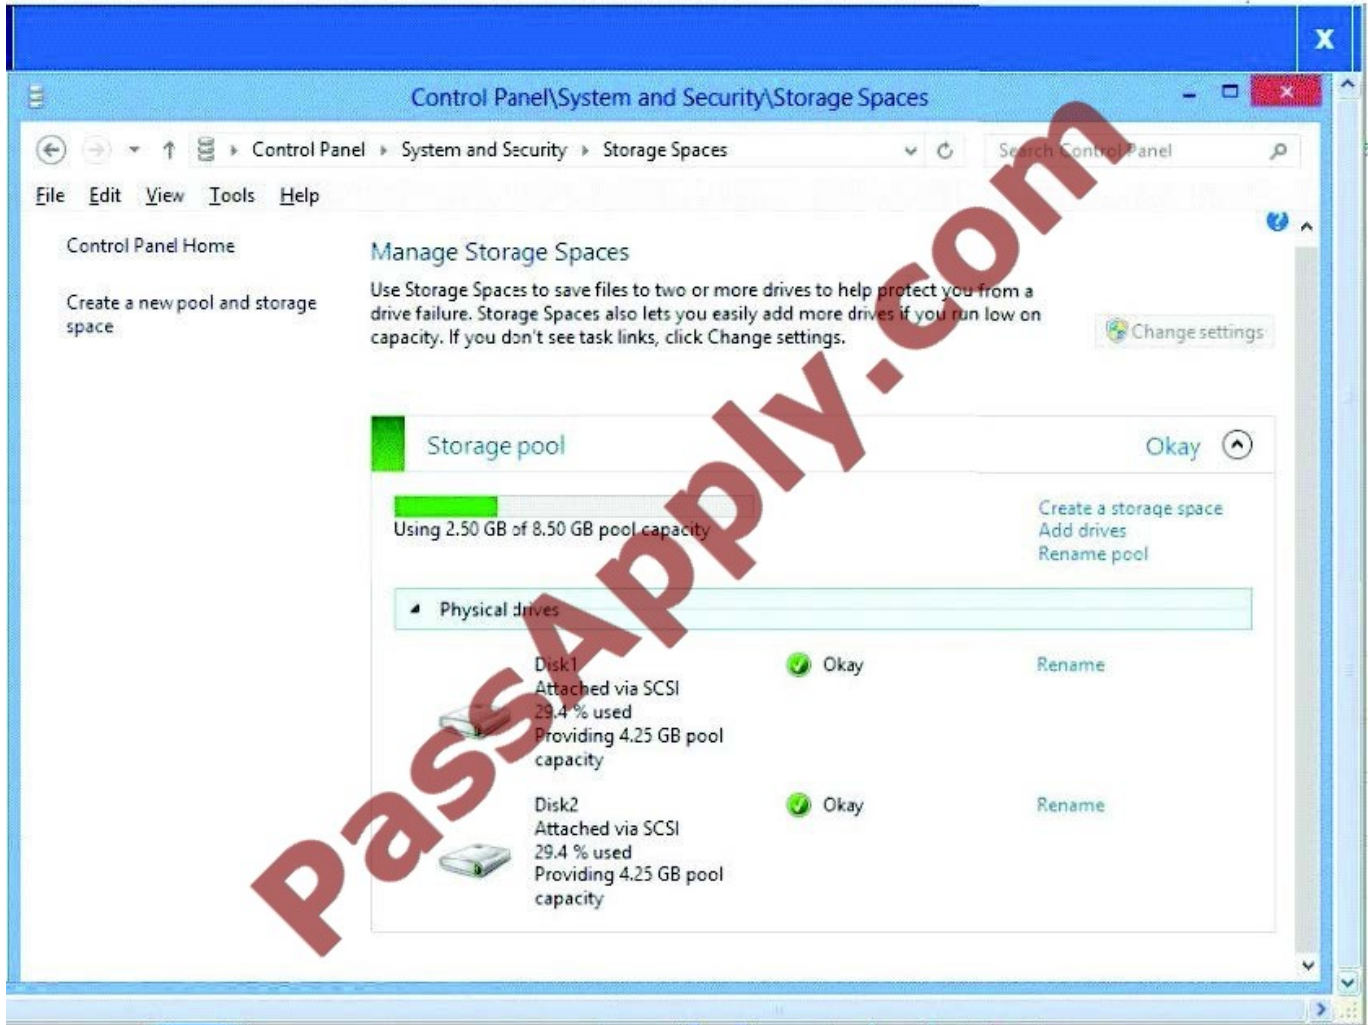 X
Control Panel\System and Security\Storage Spaces
Control Panel System and Security Storage Spaces
Search Control Panel
File Edit View Tools Help
Control Panel Home
Create a new pool and storage
space
Manage Storage Spaces
Use Storage Spaces to save files to two or more drives to help protect you from a
drive failure. Storage Spaces also lets you easily add more drives if you run low on
capacity. If you don't see task links, click Change settings.
Change settings
Storage pool
Okay
Using 2.50 GB of 8.50 GB pool capacity
Create a storage space
Add drives
Rename pool
Physical drives
Disk1
Attached via SCSI
29.4 % used
Providing 4.25 GB pool
capacity
Okay
Rename
Disk2
Attached via SCSI
29.4 % used
Providing 4.25 GB pool
capacity
Okay
Rename
PassApply.com